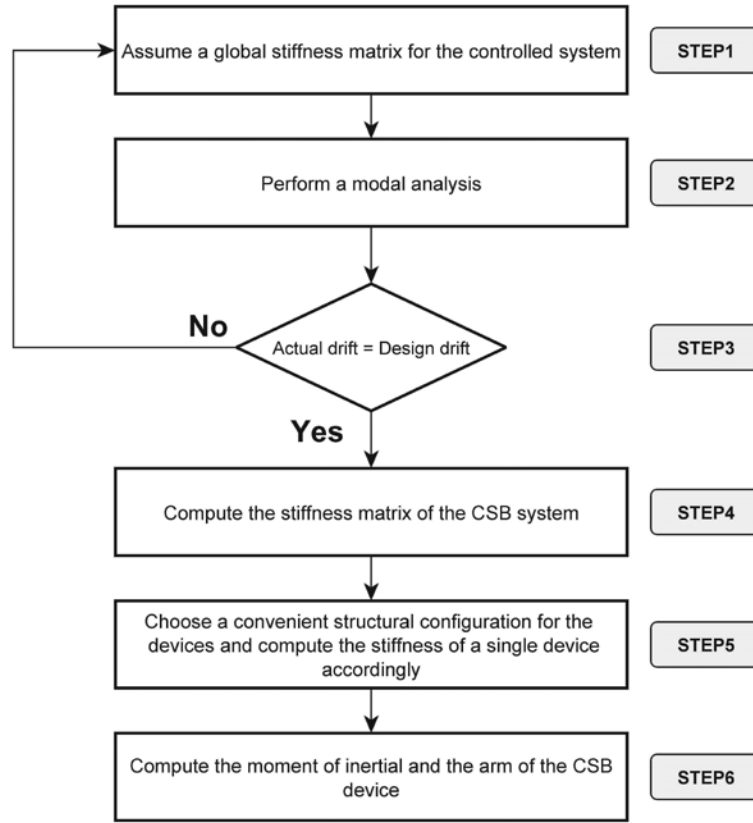 Assume a global stiffness matrix for the controlled system
STEP1
Perform a modal analysis
STEP2
No
Actual drift = Design drift
STEP3
Yes
Compute the stiffness matrix of the CSB system
STEP4
Choose a convenient structural configuration for the
devices and compute the stiffness of a single device
accordingly
STEP5
Compute the moment of inertial and the arm of the CSB
device
STEP6